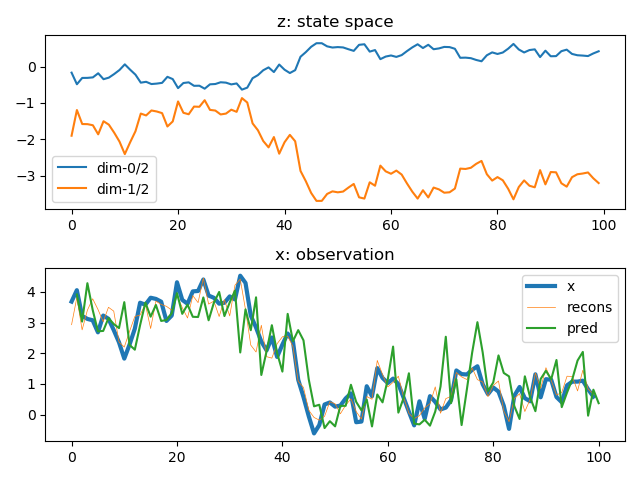 z: state space
0
−1
−2
−3
dim-0/2
dim-1/2
0 20 40 60 80 100
x: observation
4
3
2
1
0
x
recons
pred
0 20 40 60 80 100